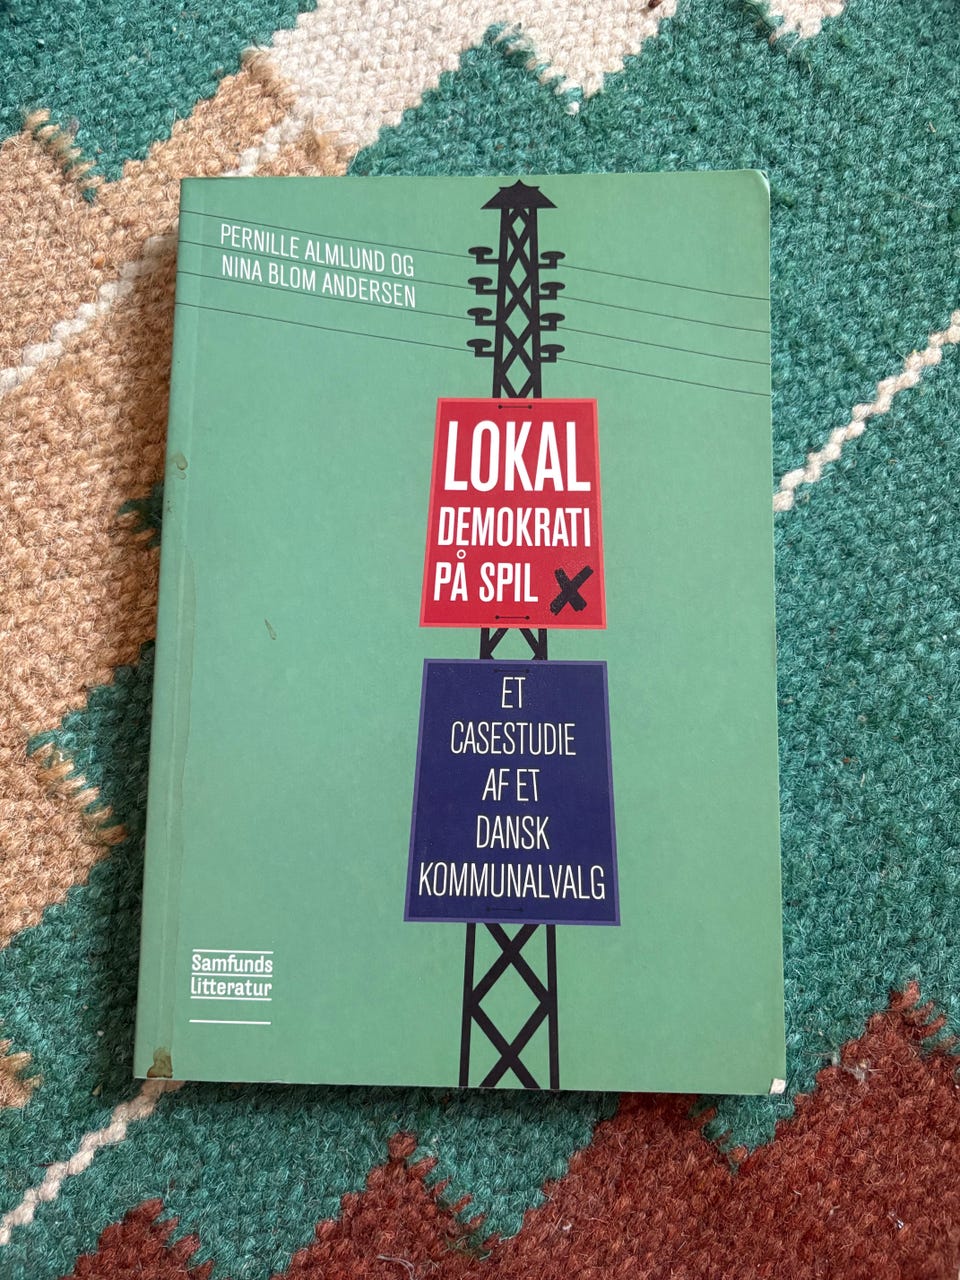 PERNILLE ALMLUND OG
NINA BLOM ANDERSEN
LOKAL
DEMOKRATI
PÅ SPIL
ET
CASESTUDIE
AF ET
DANSK
KOMMUNALVALG
Samfunds
litteratur